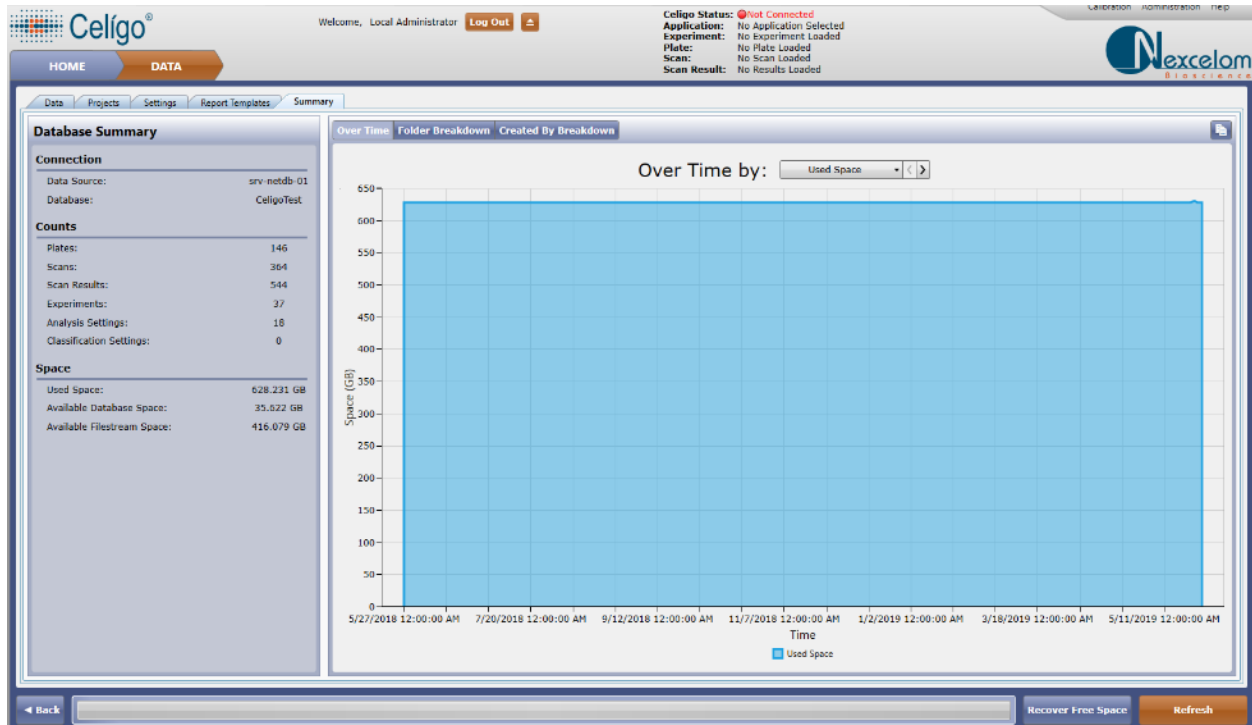 Celígo®
Welcome, Local Administrator Log Out
Celigo Status: Not Connected
Application: No Application Selected
Experiment: No Experiment Loaded
Plate: No Plate Loaded
Scan: No Scan Loaded
Scan Result: No Results Loaded
Calibration Administration Help
Nexcelom
Bioscience
HOME DATA
Data Projects Settings Report Templates Summary
Database Summary
Connection
Data Source: srv-netdb-01
Database: CeligoTest
Counts
Plates: 146
Scans: 364
Scan Results: 544
Experiments: 37
Analysis Settings: 18
Classification Settings: 0
Space
Used Space: 628.231 GB
Available Database Space: 35.622 GB
Available Filestream Space: 416.079 GB
Over Time Folder Breakdown Created By Breakdown
Over Time by: Used Space
650
600
550
500
450
400
350
300
250
200
150
100
50
0
Space (GB)
5/27/2018 12:00:00 AM 7/20/2018 12:00:00 AM 9/12/2018 12:00:00 AM 11/7/2018 12:00:00 AM 1/2/2019 12:00:00 AM 3/18/2019 12:00:00 AM 5/11/2019 12:00:00 AM
Time
Used Space
Back
Recover Free Space
Refresh